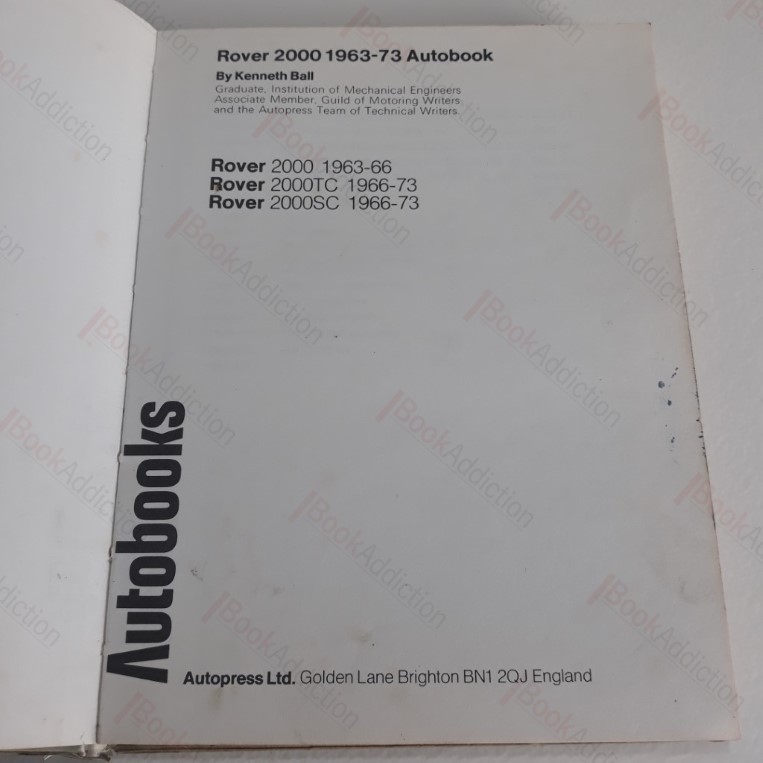 Rover 2000 1963-73 Autobook
By Kenneth Ball
Graduate, Institution of Mechanical Engineers
Associate Member, Guild of Motoring Writers
and the Autopress Team of Technical Writers.
Rover 2000 1963-66
Rover 2000TC 1966-73
Rover 2000SC 1966-73
Autobooks
Autopress Ltd. Golden Lane Brighton BN1 2QJ England
BookAddiction